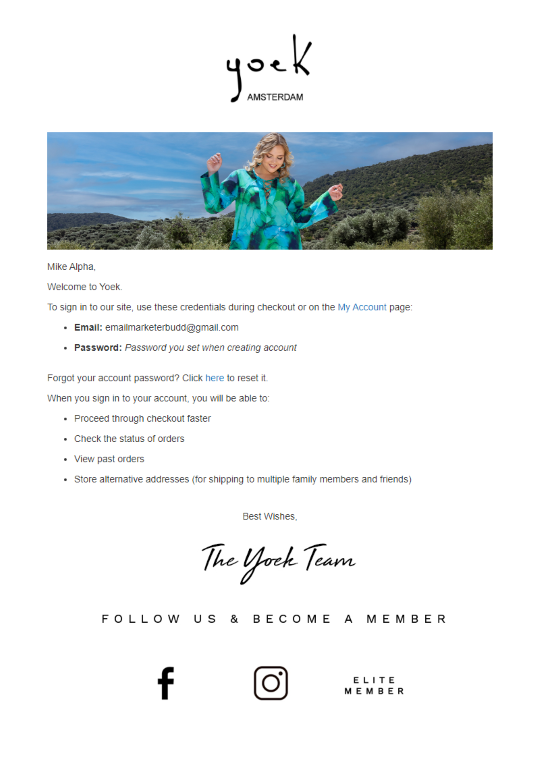 yoek
AMSTERDAM
Mike Alpha,
Welcome to Yoek.
To sign in to our site, use these credentials during checkout or on the My Account page:
• Email: emailmarketerbudd@gmail.com
• Password: Password you set when creating account
Forgot your account password? Click here to reset it.
When you sign in to your account, you will be able to:
• Proceed through checkout faster
• Check the status of orders
• View past orders
• Store alternative addresses (for shipping to multiple family members and friends)
Best Wishes,
The Yoek Team
FOLLOW US & BECOME A MEMBER
ELITE
MEMBER